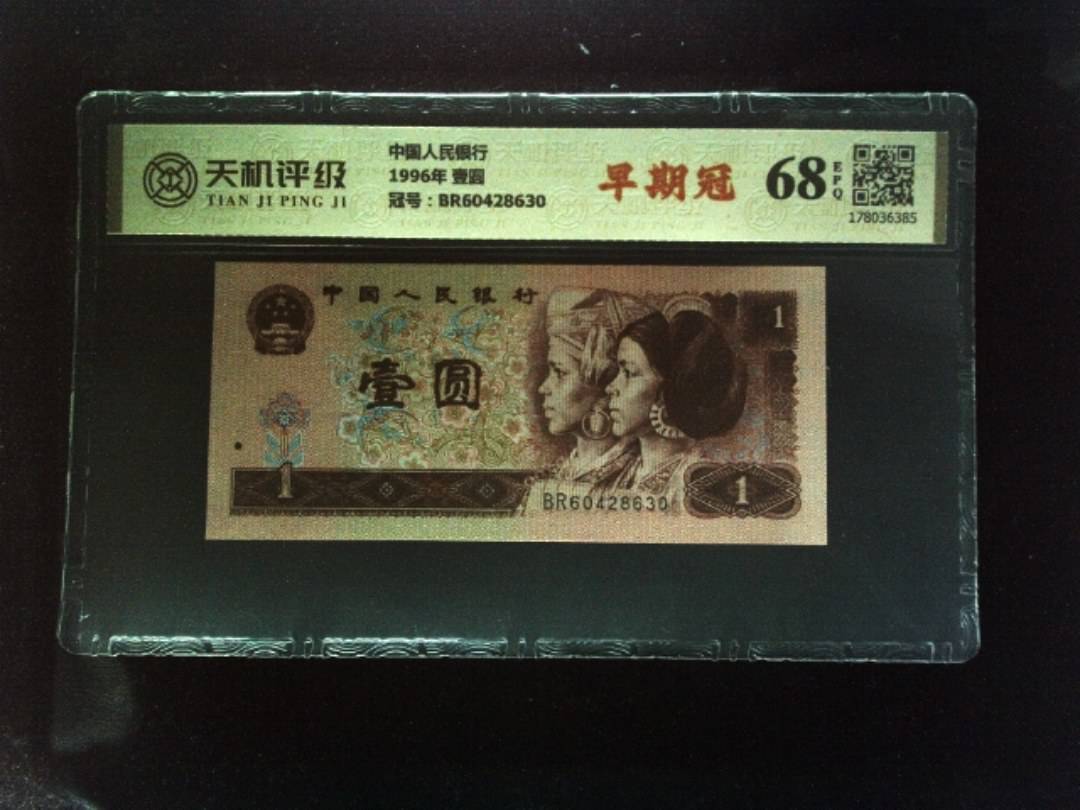 天机评级
TIAN JI PING JI
中国人民银行
1996年 壹圆
冠号：BR60428630
早期冠
68
EPQ
178036385
中国人民银行
壹圆
1
1
BR60428630
1